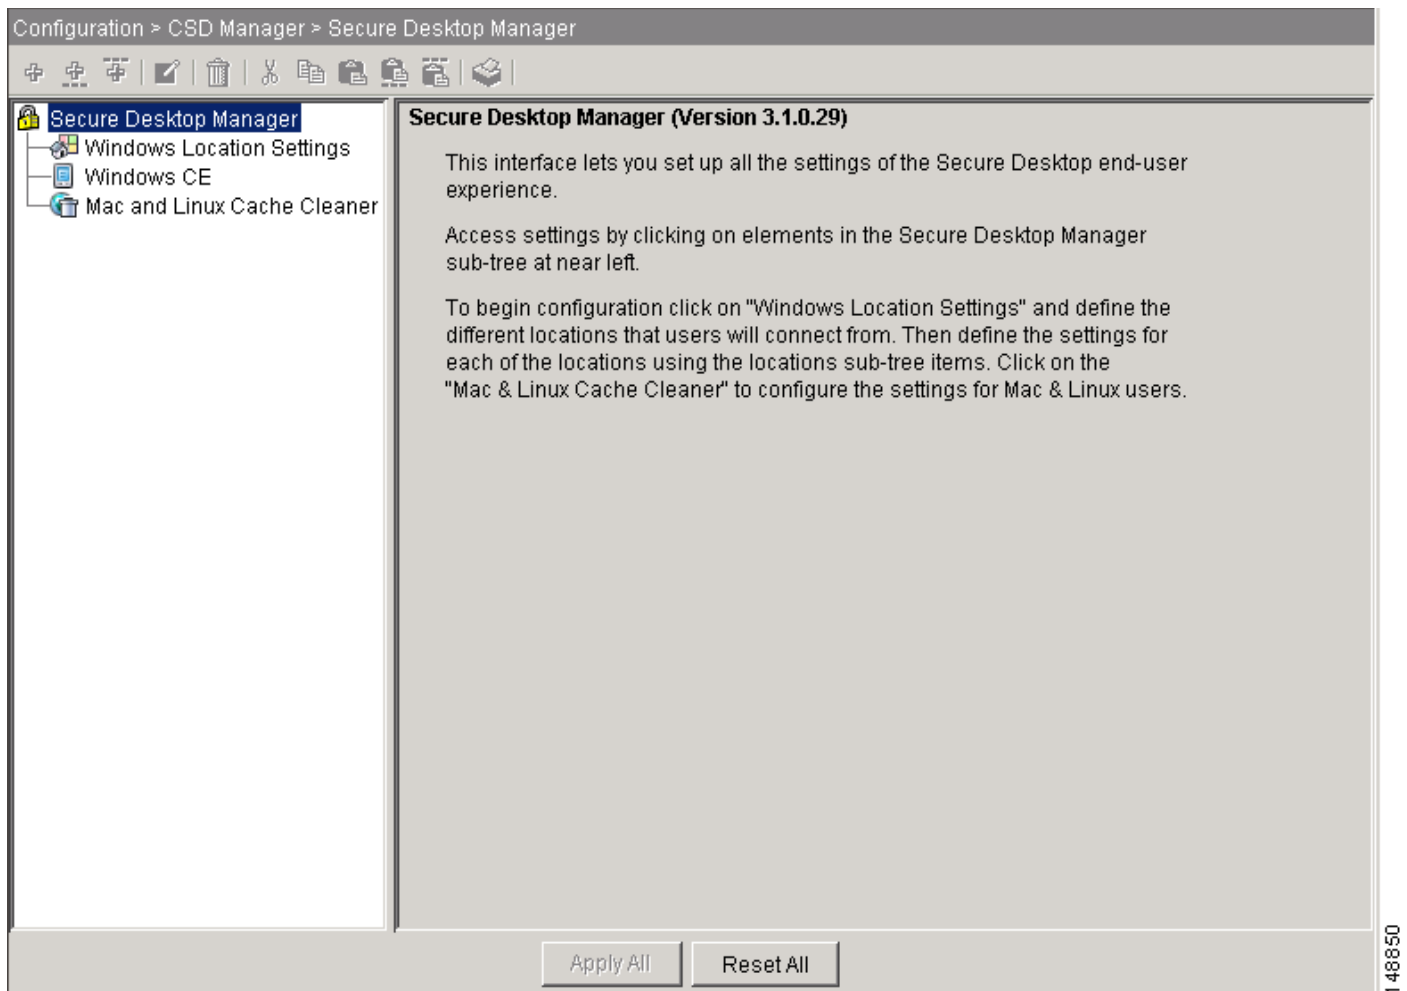 Configuration > CSD Manager > Secure Desktop Manager
Secure Desktop Manager
Windows Location Settings
Windows CE
Mac and Linux Cache Cleaner
Secure Desktop Manager (Version 3.1.0.29)
This interface lets you set up all the settings of the Secure Desktop end-user
experience.
Access settings by clicking on elements in the Secure Desktop Manager
sub-tree at near left.
To begin configuration click on "Windows Location Settings" and define the
different locations that users will connect from. Then define the settings for
each of the locations using the locations sub-tree items. Click on the
"Mac & Linux Cache Cleaner" to configure the settings for Mac & Linux users.
Apply All
Reset All
148850